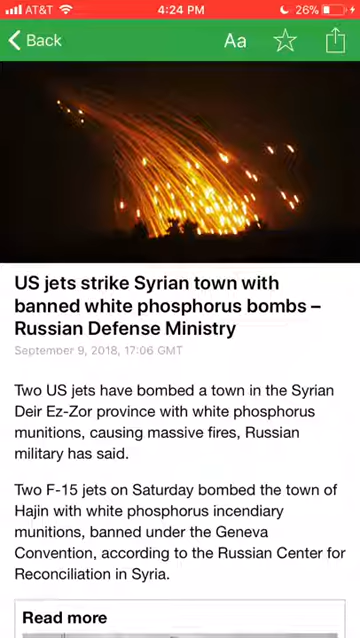 AT&T 4:24 PM 26%
Back Aa
US jets strike Syrian town with
banned white phosphorus bombs –
Russian Defense Ministry
September 9, 2018, 17:06 GMT
Two US jets have bombed a town in the Syrian
Deir Ez-Zor province with white phosphorus
munitions, causing massive fires, Russian
military has said.
Two F-15 jets on Saturday bombed the town of
Hajin with white phosphorus incendiary
munitions, banned under the Geneva
Convention, according to the Russian Center for
Reconciliation in Syria.
Read more